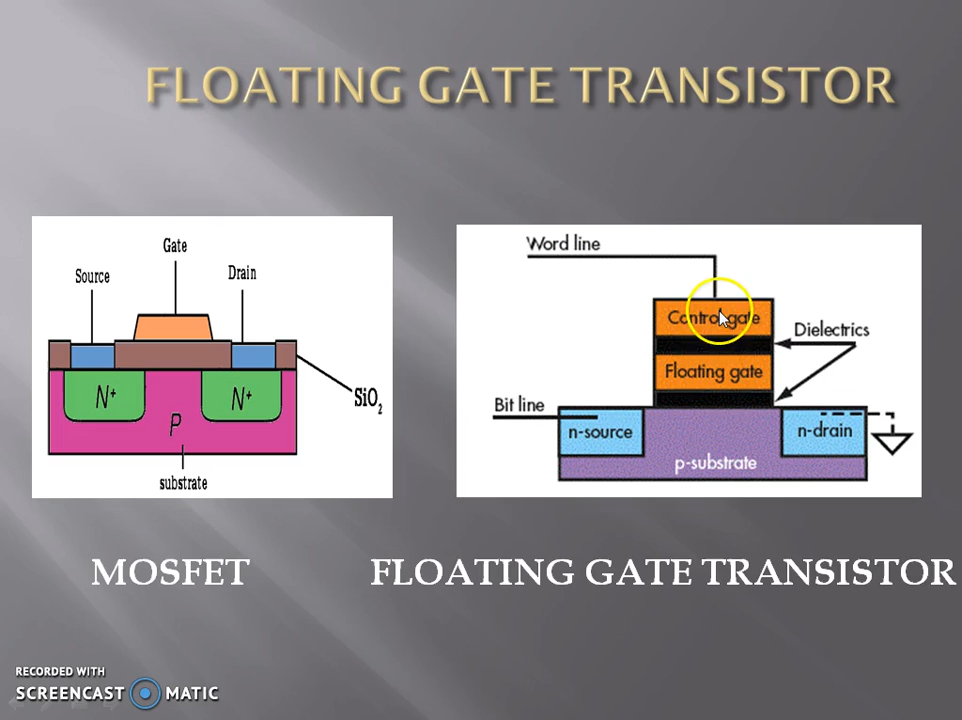 FLOATING GATE TRANSISTOR
Gate
Source
Drain
N+
N+
P
SiO₂
substrate
Word line
Control gate
Dielectrics
Floating gate
Bit line
n-source
n-drain
p-substrate
MOSFET
FLOATING GATE TRANSISTOR
RECORDED WITH
SCREENCAST MATIC